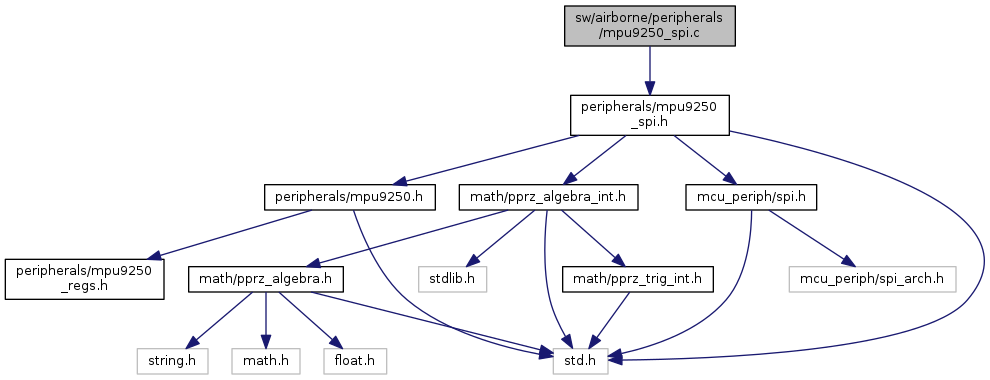 sw/airborne/peripherals
/mpu9250_spi.c
peripherals/mpu9250
_spi.h
peripherals/mpu9250.h
math/pprz_algebra_int.h
mcu_periph/spi.h
peripherals/mpu9250
_regs.h
math/pprz_algebra.h
stdlib.h
math/pprz_trig_int.h
mcu_periph/spi_arch.h
string.h
math.h
float.h
std.h